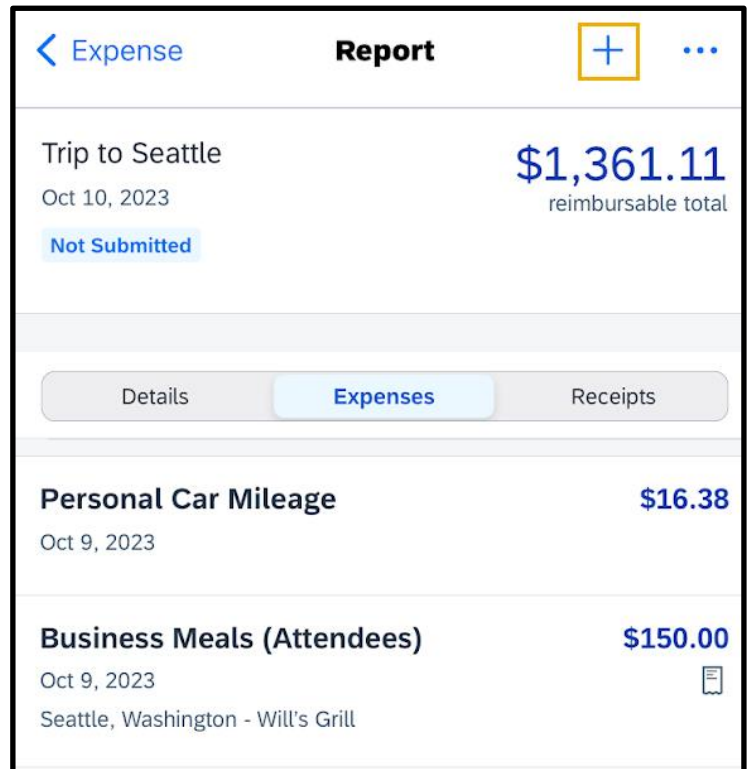 Expense Report
Trip to Seattle $1,361.11
Oct 10, 2023 reimbursable total
Not Submitted
Details Expenses Receipts
Personal Car Mileage $16.38
Oct 9, 2023
Business Meals (Attendees) $150.00
Oct 9, 2023
Seattle, Washington - Will's Grill